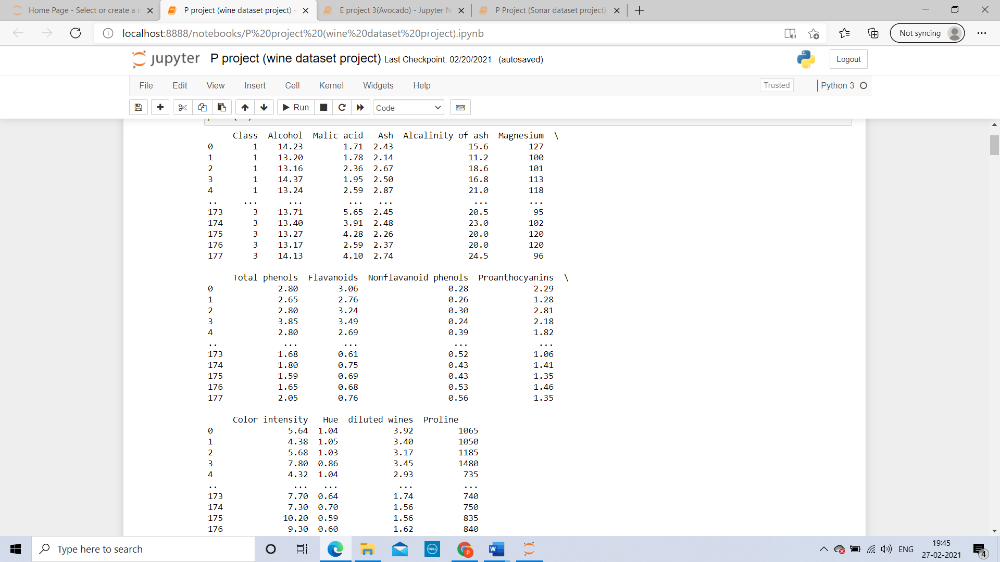 Home Page - Select or create a n
P project (wine dataset project) -
E project 3(Avocado) - Jupyter N
P Project (Sonar dataset project)
localhost:8888/notebooks/P%20project%20(wine%20dataset%20project).ipynb
Not syncing
jupyter P project (wine dataset project) Last Checkpoint: 02/20/2021 (autosaved)
Logout
File Edit View Insert Cell Kernel Widgets Help
Trusted
Python 3
Run
Code
Class Alcohol Malic acid Ash Alcalinity of ash Magnesium \
0 1 14.23 1.71 2.43 15.6 127
1 1 13.20 1.78 2.14 11.2 100
2 1 13.16 2.36 2.67 18.6 101
3 1 14.37 1.95 2.50 16.8 113
4 1 13.24 2.59 2.87 21.0 118
.. ... ... ... ... ... ...
173 3 13.71 5.65 2.45 20.5 95
174 3 13.40 3.91 2.48 23.0 102
175 3 13.27 4.28 2.26 20.0 120
176 3 13.17 2.59 2.37 20.0 120
177 3 14.13 4.10 2.74 24.5 96
Total phenols Flavanoids Nonflavanoid phenols Proanthocyanins \
0 2.80 3.06 0.28 2.29
1 2.65 2.76 0.26 1.28
2 2.80 3.24 0.30 2.81
3 3.85 3.49 0.24 2.18
4 2.80 2.69 0.39 1.82
.. ... ... ... ...
173 1.68 0.61 0.52 1.06
174 1.80 0.75 0.43 1.41
175 1.59 0.69 0.43 1.35
176 1.65 0.68 0.53 1.46
177 2.05 0.76 0.56 1.35
Color intensity Hue diluted wines Proline
0 5.64 1.04 3.92 1065
1 4.38 1.05 3.40 1050
2 5.68 1.03 3.17 1185
3 7.80 0.86 3.45 1480
4 4.32 1.04 2.93 735
.. ... ... ... ...
173 7.70 0.64 1.74 740
174 7.30 0.70 1.56 750
175 10.20 0.59 1.56 835
176 9.30 0.60 1.62 840
Type here to search
DELL
p
W
ENG
19:45
27-02-2021
4